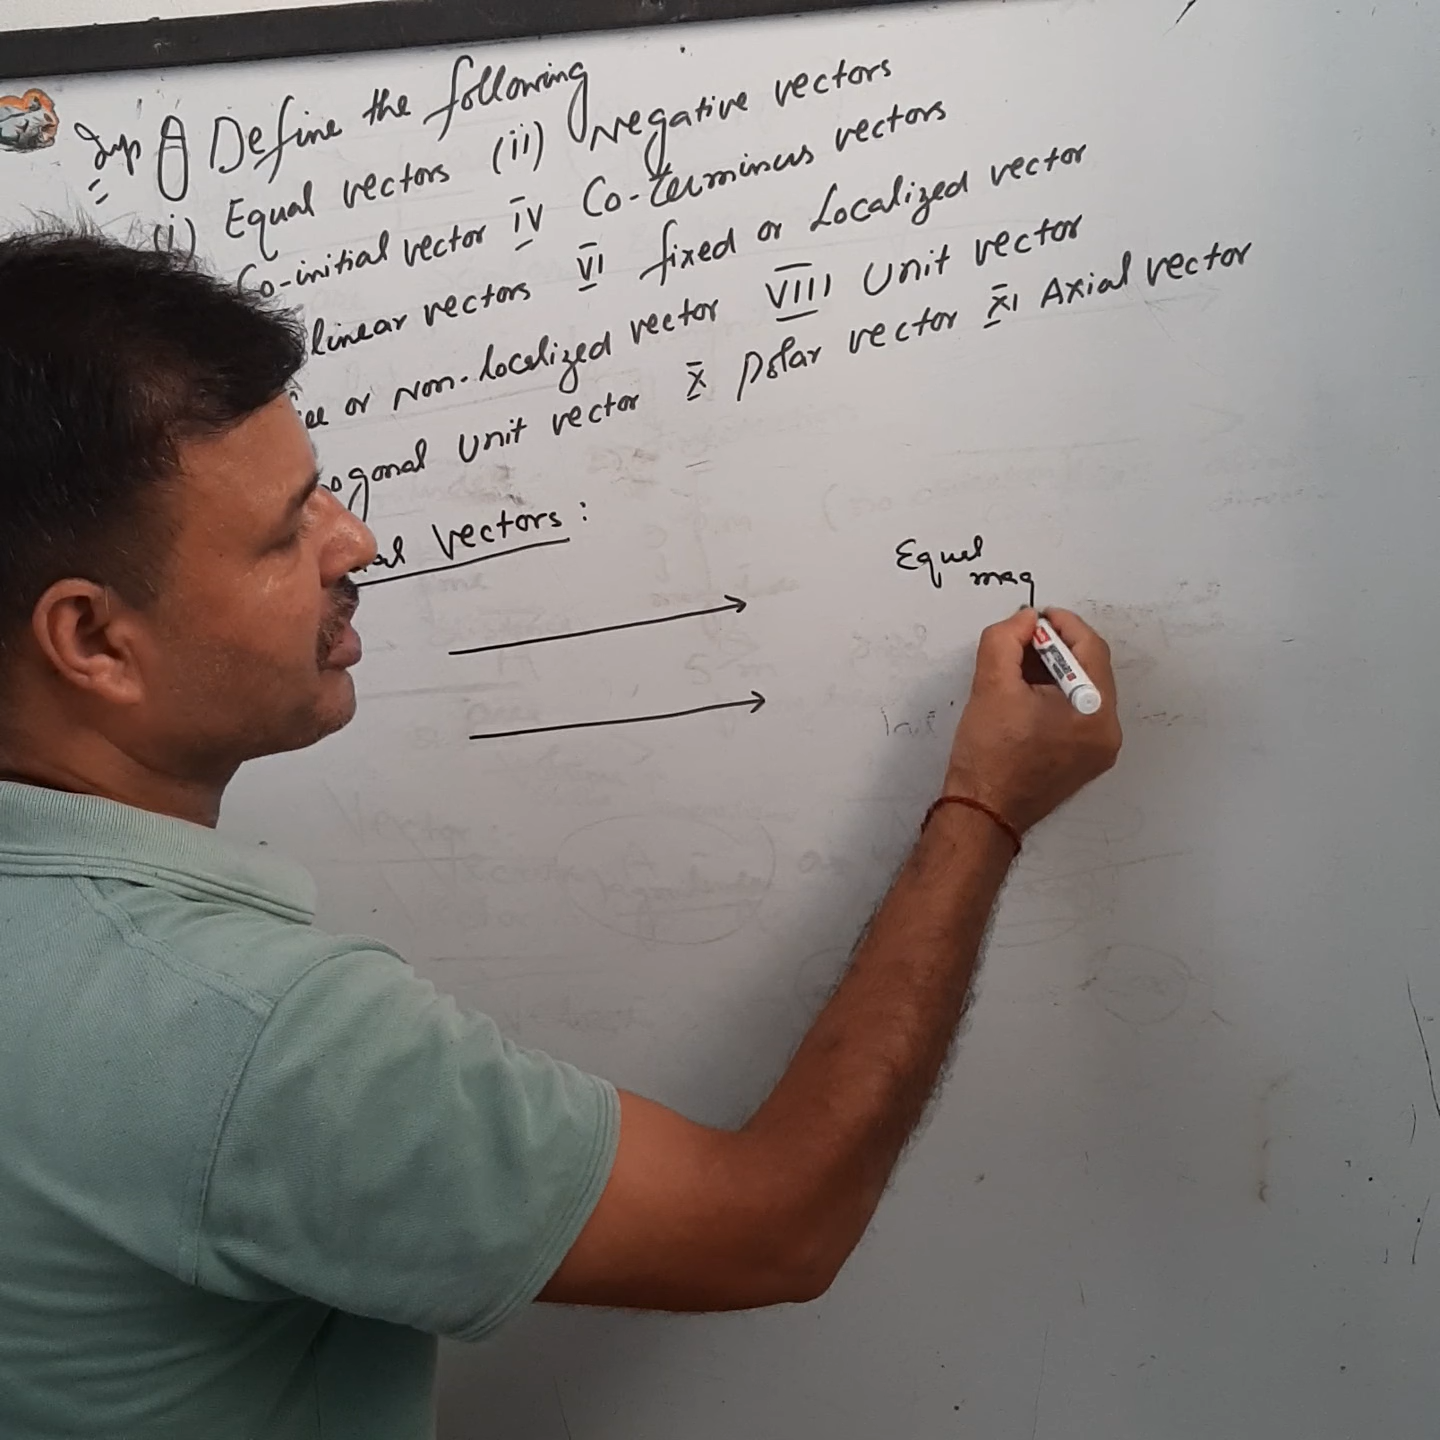 Imp Q Define the following
(i) Equal vectors (ii) Negative vectors
Co-initial vector IV Co-terminus vectors
linear vectors VI fixed or Localized vector
or Non-localized vector VIII Unit vector
ogonal Unit vector X Polar vector XI Axial vector
al Vectors:
Equal
mag